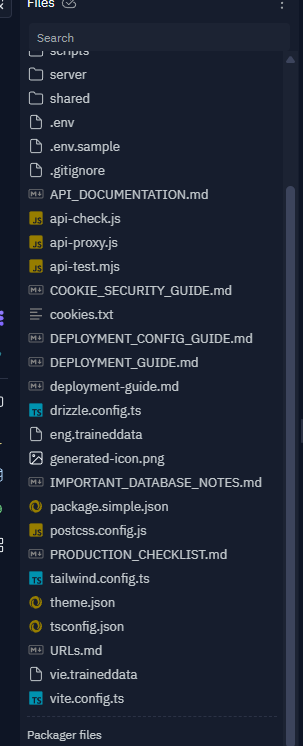 Files
Search
scripts
server
shared
.env
.env.sample
.gitignore
API_DOCUMENTATION.md
api-check.js
api-proxy.js
api-test.mjs
COOKIE_SECURITY_GUIDE.md
cookies.txt
DEPLOYMENT_CONFIG_GUIDE.md
DEPLOYMENT_GUIDE.md
deployment-guide.md
drizzle.config.ts
eng.traineddata
generated-icon.png
IMPORTANT_DATABASE_NOTES.md
package.simple.json
postcss.config.js
PRODUCTION_CHECKLIST.md
tailwind.config.ts
theme.json
tsconfig.json
URLs.md
vie.traineddata
vite.config.ts
Packager files